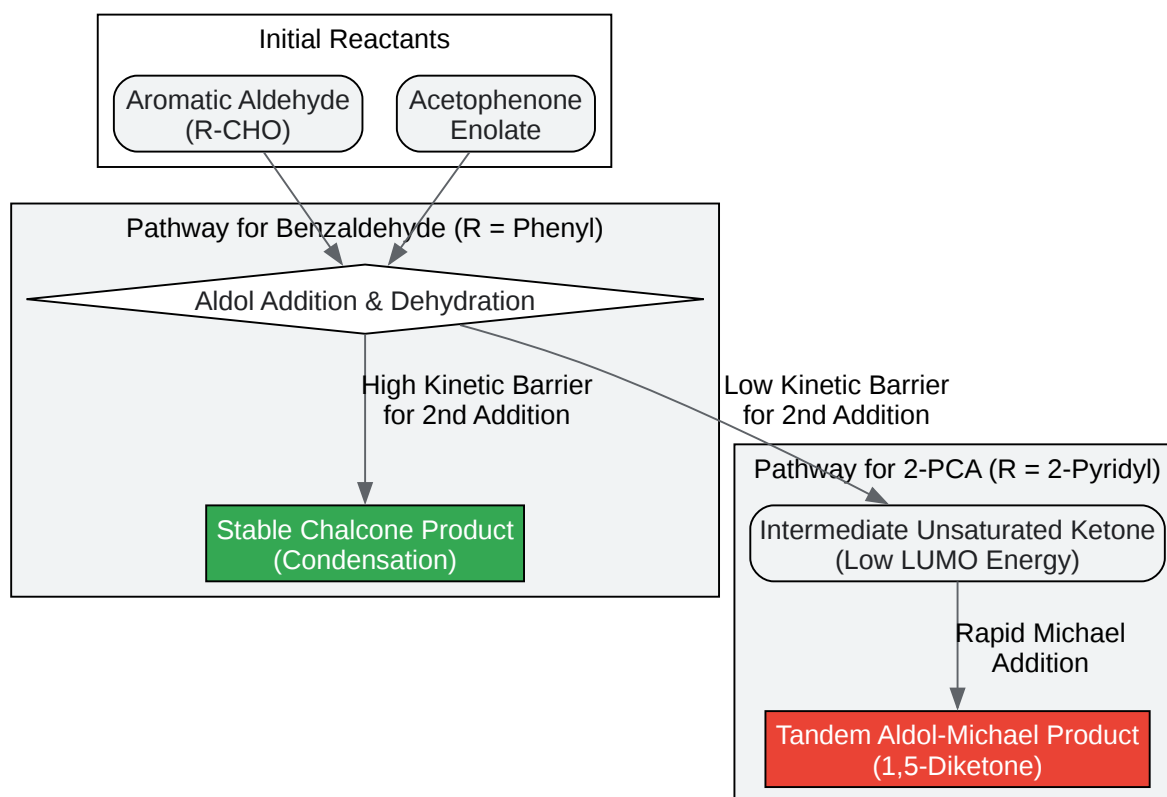 Initial Reactants
Aromatic Aldehyde
(R-CHO)
Acetophenone
Enolate
Pathway for Benzaldehyde (R = Phenyl)
Aldol Addition & Dehydration
High Kinetic Barrier
for 2nd Addition
Low Kinetic Barrier
for 2nd Addition
Stable Chalcone Product
(Condensation)
Pathway for 2-PCA (R = 2-Pyridyl)
Intermediate Unsaturated Ketone
(Low LUMO Energy)
Rapid Michael
Addition
Tandem Aldol-Michael Product
(1,5-Diketone)